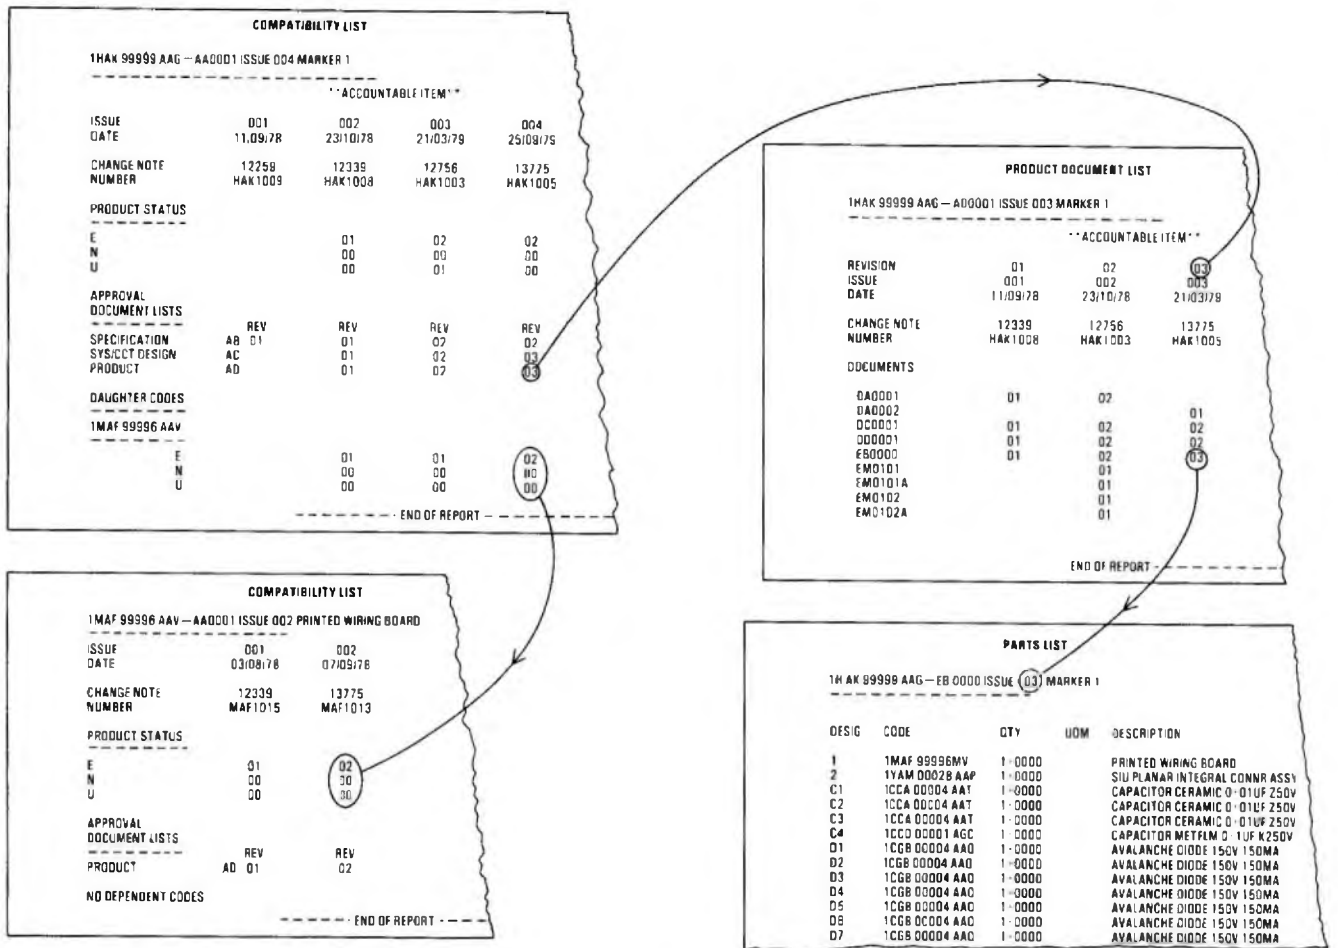 COMPATIBILITY LIST
1HAK 99999 AAG — AA0001 ISSUE 004 MARKER 1
**ACCOUNTABLE ITEM**
ISSUE 001 002 003 004
DATE 11,09/78 23/10/78 21/03/79 25/09/79
CHANGE NOTE 12258 12339 12756 13775
NUMBER HAK1009 HAK1008 HAK1003 HAK1005
PRODUCT STATUS
E 01 02 02
N 00 00 00
U 00 01 00
APPROVAL
DOCUMENT LISTS
REV REV REV REV
SPECIFICATION AB 01 01 02 02
SYS/CCT DESIGN AC 01 02 03
PRODUCT AD 01 02 03
DAUGHTER CODES
1MAF 99996 AAV
E 01 01 02
N 00 00 00
U 00 00 00
END OF REPORT
COMPATIBILITY LIST
1MAF 99996 AAV — AA0001 ISSUE 002 PRINTED WIRING BOARD
ISSUE 001 002
DATE 03/08/78 07/09/78
CHANGE NOTE 12339 13775
NUMBER MAF1015 MAF1013
PRODUCT STATUS
E 01 02
N 00 00
U 00 00
APPROVAL
DOCUMENT LISTS
REV REV
PRODUCT AD 01 02
NO DEPENDENT CODES
END OF REPORT
PRODUCT DOCUMENT LIST
1HAK 99999 AAG — AD0001 ISSUE 003 MARKER 1
**ACCOUNTABLE ITEM**
REVISION 01 02 03
ISSUE 001 002 003
DATE 11/09/78 23/10/78 21/03/79
CHANGE NOTE 12339 12756 13775
NUMBER HAK1008 HAK1003 HAK1005
DOCUMENTS
DA0001 01 02
DA0002 01
DC0001 01 02 02
DD0001 01 02 02
EB0000 01 02 03
EM0101 01
EM0101A 01
EM0102 01
EM0102A 01
END OF REPORT
PARTS LIST
1HAK 99999 AAG — EB 0000 ISSUE 03 MARKER 1
DESIG CODE QTY UOM DESCRIPTION
1 1MAF 99996MV 1·0000 PRINTED WIRING BOARD
2 1YAM 00028 AAP 1·0000 SIU PLANAR INTEGRAL CONNR ASSY
C1 1CCA 00004 AAT 1·0000 CAPACITOR CERAMIC 0·01UF 250V
C2 1CCA 00004 AAT 1·0000 CAPACITOR CERAMIC 0·01UF 250V
C3 1CCA 00004 AAT 1·0000 CAPACITOR CERAMIC 0·01UF 250V
C4 1CCD 00001 AGC 1·0000 CAPACITOR METFLM 0·1UF K250V
D1 1CGB 00004 AAD 1·0000 AVALANCHE DIODE 150V 150MA
D2 1CGB 00004 AAD 1·0000 AVALANCHE DIODE 150V 150MA
D3 1CGB 00004 AAD 1·0000 AVALANCHE DIODE 150V 150MA
D4 1CGB 00004 AAD 1·0000 AVALANCHE DIODE 150V 150MA
D5 1CGB 00004 AAD 1·0000 AVALANCHE DIODE 150V 150MA
D8 1CGB 00004 AAD 1·0000 AVALANCHE DIODE 150V 150MA
D7 1CGB 00004 AAD 1·0000 AVALANCHE DIODE 150V 150MA